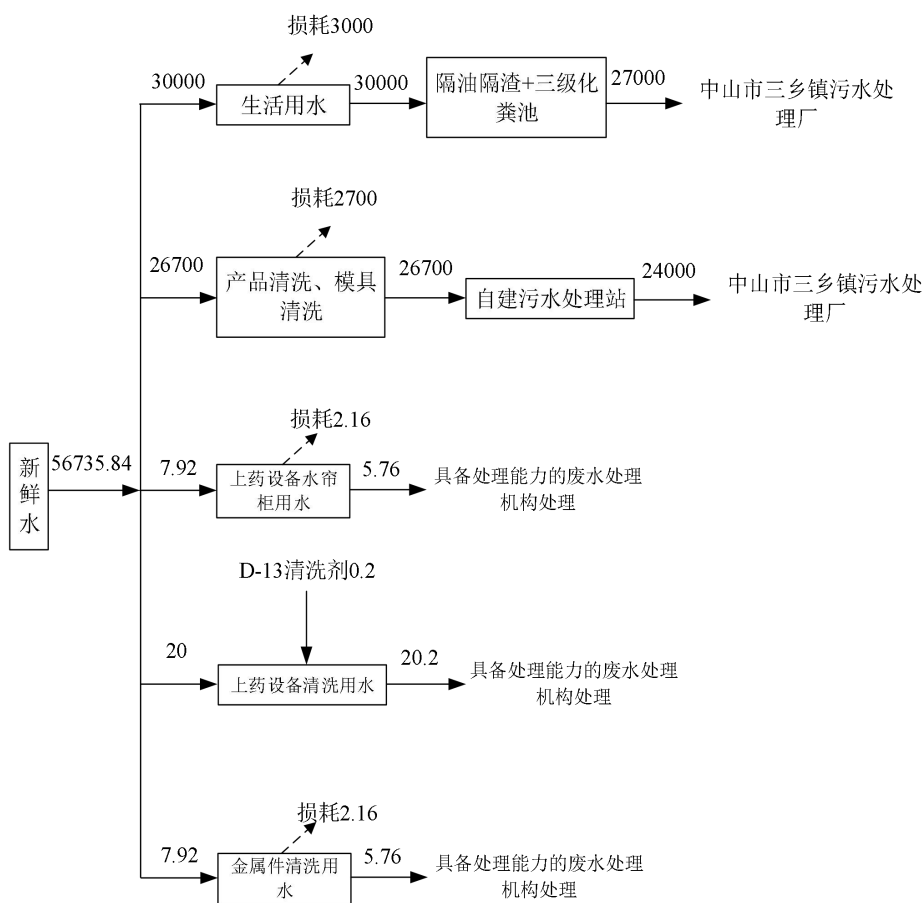 损耗3000
30000
生活用水
30000
隔油隔渣+三级化
粪池
27000
中山市三乡镇污水处
理厂
损耗2700
26700
产品清洗、模具
清洗
26700
自建污水处理站
24000
中山市三乡镇污水处
理厂
新
鲜
水
56735.84
损耗2.16
7.92
上药设备水帘
柜用水
5.76
具备处理能力的废水处理
机构处理
D-13清洗剂0.2
20
上药设备清洗用水
20.2
具备处理能力的废水处理
机构处理
损耗2.16
7.92
金属件清洗用
水
5.76
具备处理能力的废水处理
机构处理